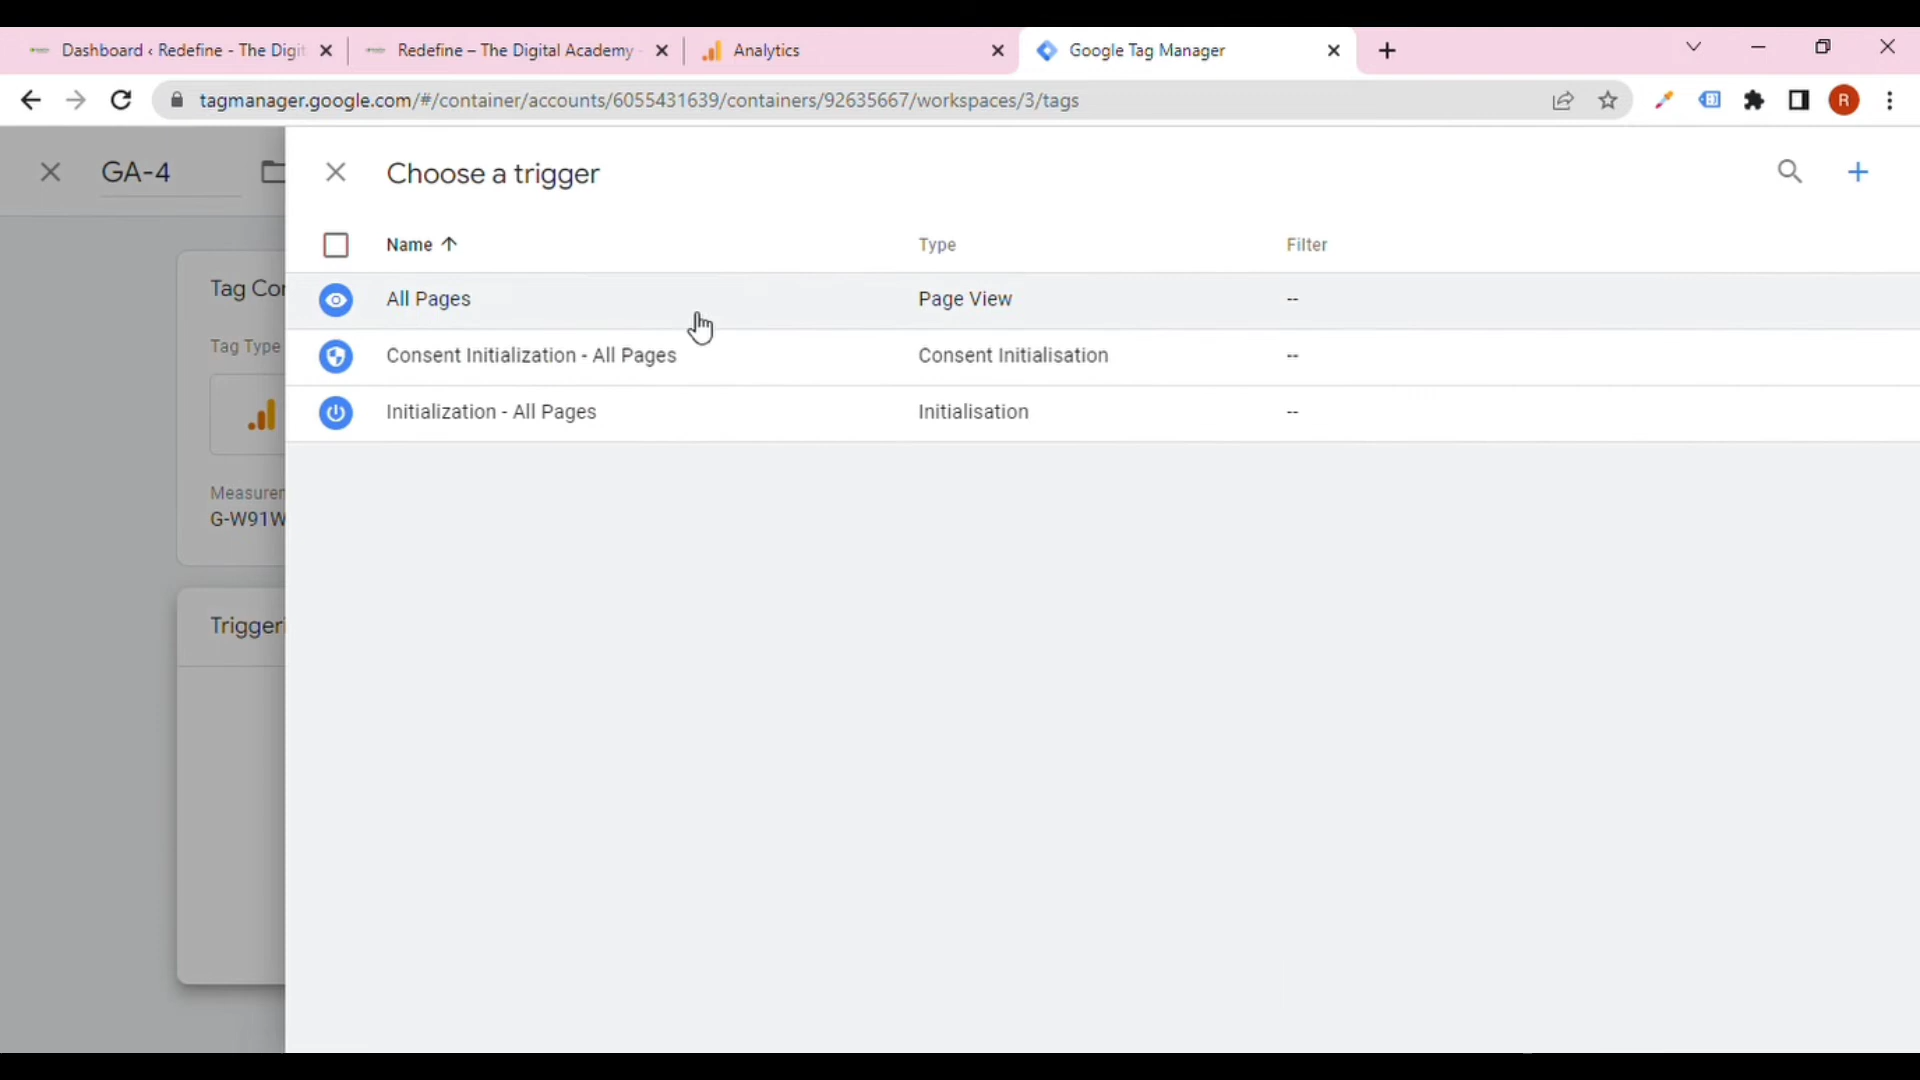 Dashboard ‹ Redefine - The Digit
Redefine – The Digital Academy
Analytics
Google Tag Manager
tagmanager.google.com/#/container/accounts/6055431639/containers/92635667/workspaces/3/tags
R
GA-4
Choose a trigger
Name
Type
Filter
All Pages
Page View
--
Consent Initialization - All Pages
Consent Initialisation
--
Initialization - All Pages
Initialisation
--
Tag Con
Tag Type
Measurem
G-W91W
Triggeri